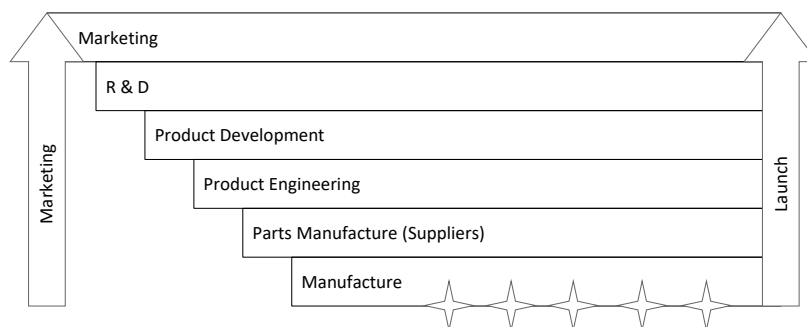 Marketing
R & D
Product Development
Product Engineering
Parts Manufacture (Suppliers)
Manufacture
Marketing
Launch